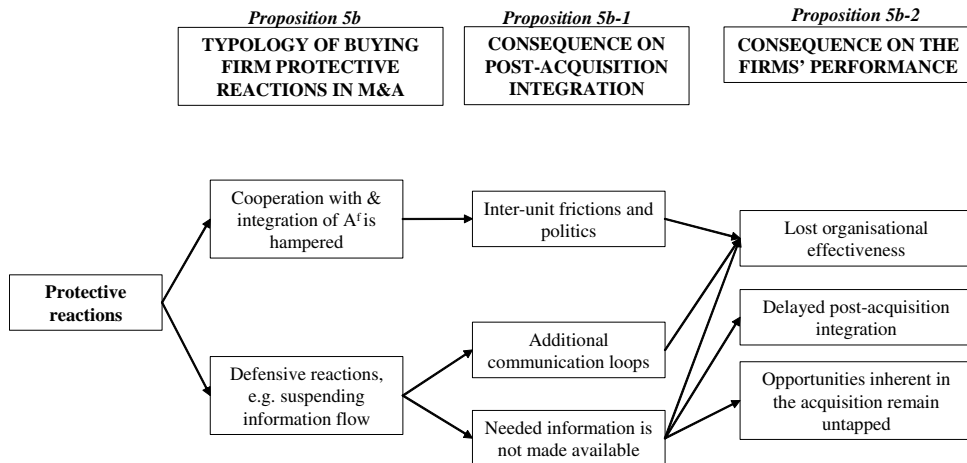 Proposition 5b
TYPOLOGY OF BUYING
FIRM PROTECTIVE
REACTIONS IN M&A
Proposition 5b-1
CONSEQUENCE ON
POST-ACQUISITION
INTEGRATION
Proposition 5b-2
CONSEQUENCE ON THE
FIRMS’ PERFORMANCE
Protective
reactions
Cooperation with &
integration of Aᶠ is
hampered
Defensive reactions,
e.g. suspending
information flow
Inter-unit frictions and
politics
Additional
communication loops
Needed information is
not made available
Lost organisational
effectiveness
Delayed post-acquisition
integration
Opportunities inherent in
the acquisition remain
untapped